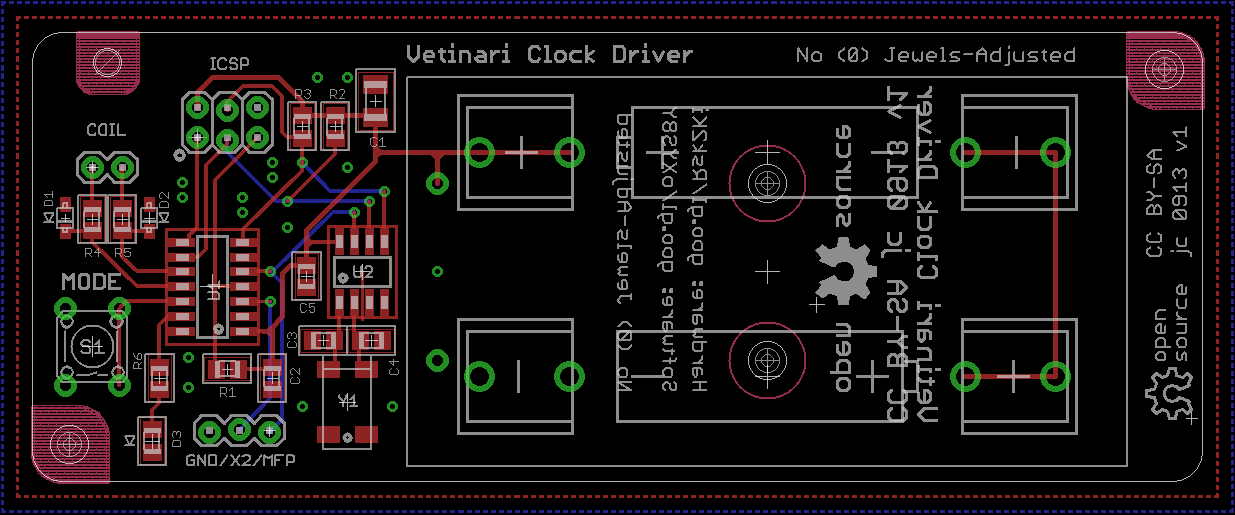 Vetinari Clock Driver
No (0) Jewels-Adjusted
ICSP
R3
R2
C1
COIL
D1
D2
R4
R5
MODE
S1
U1
U2
C5
C3
C4
R6
R1
C2
Y1
D3
GND/X2/MFP
No (0) Jewels-Adjusted
Software: goo.gl/oXYSBY
Hardware: goo.gl/RsK2KI
open source
CC BY-SA jc 0913 v1
Vetinari Clock Driver
CC BY-SA
jc 0913 v1
open
source